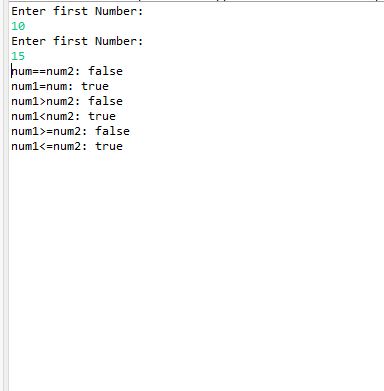 Enter first Number:
10
Enter first Number:
15
num==num2: false
num1=num: true
num1>num2: false
num1<num2: true
num1>=num2: false
num1<=num2: true